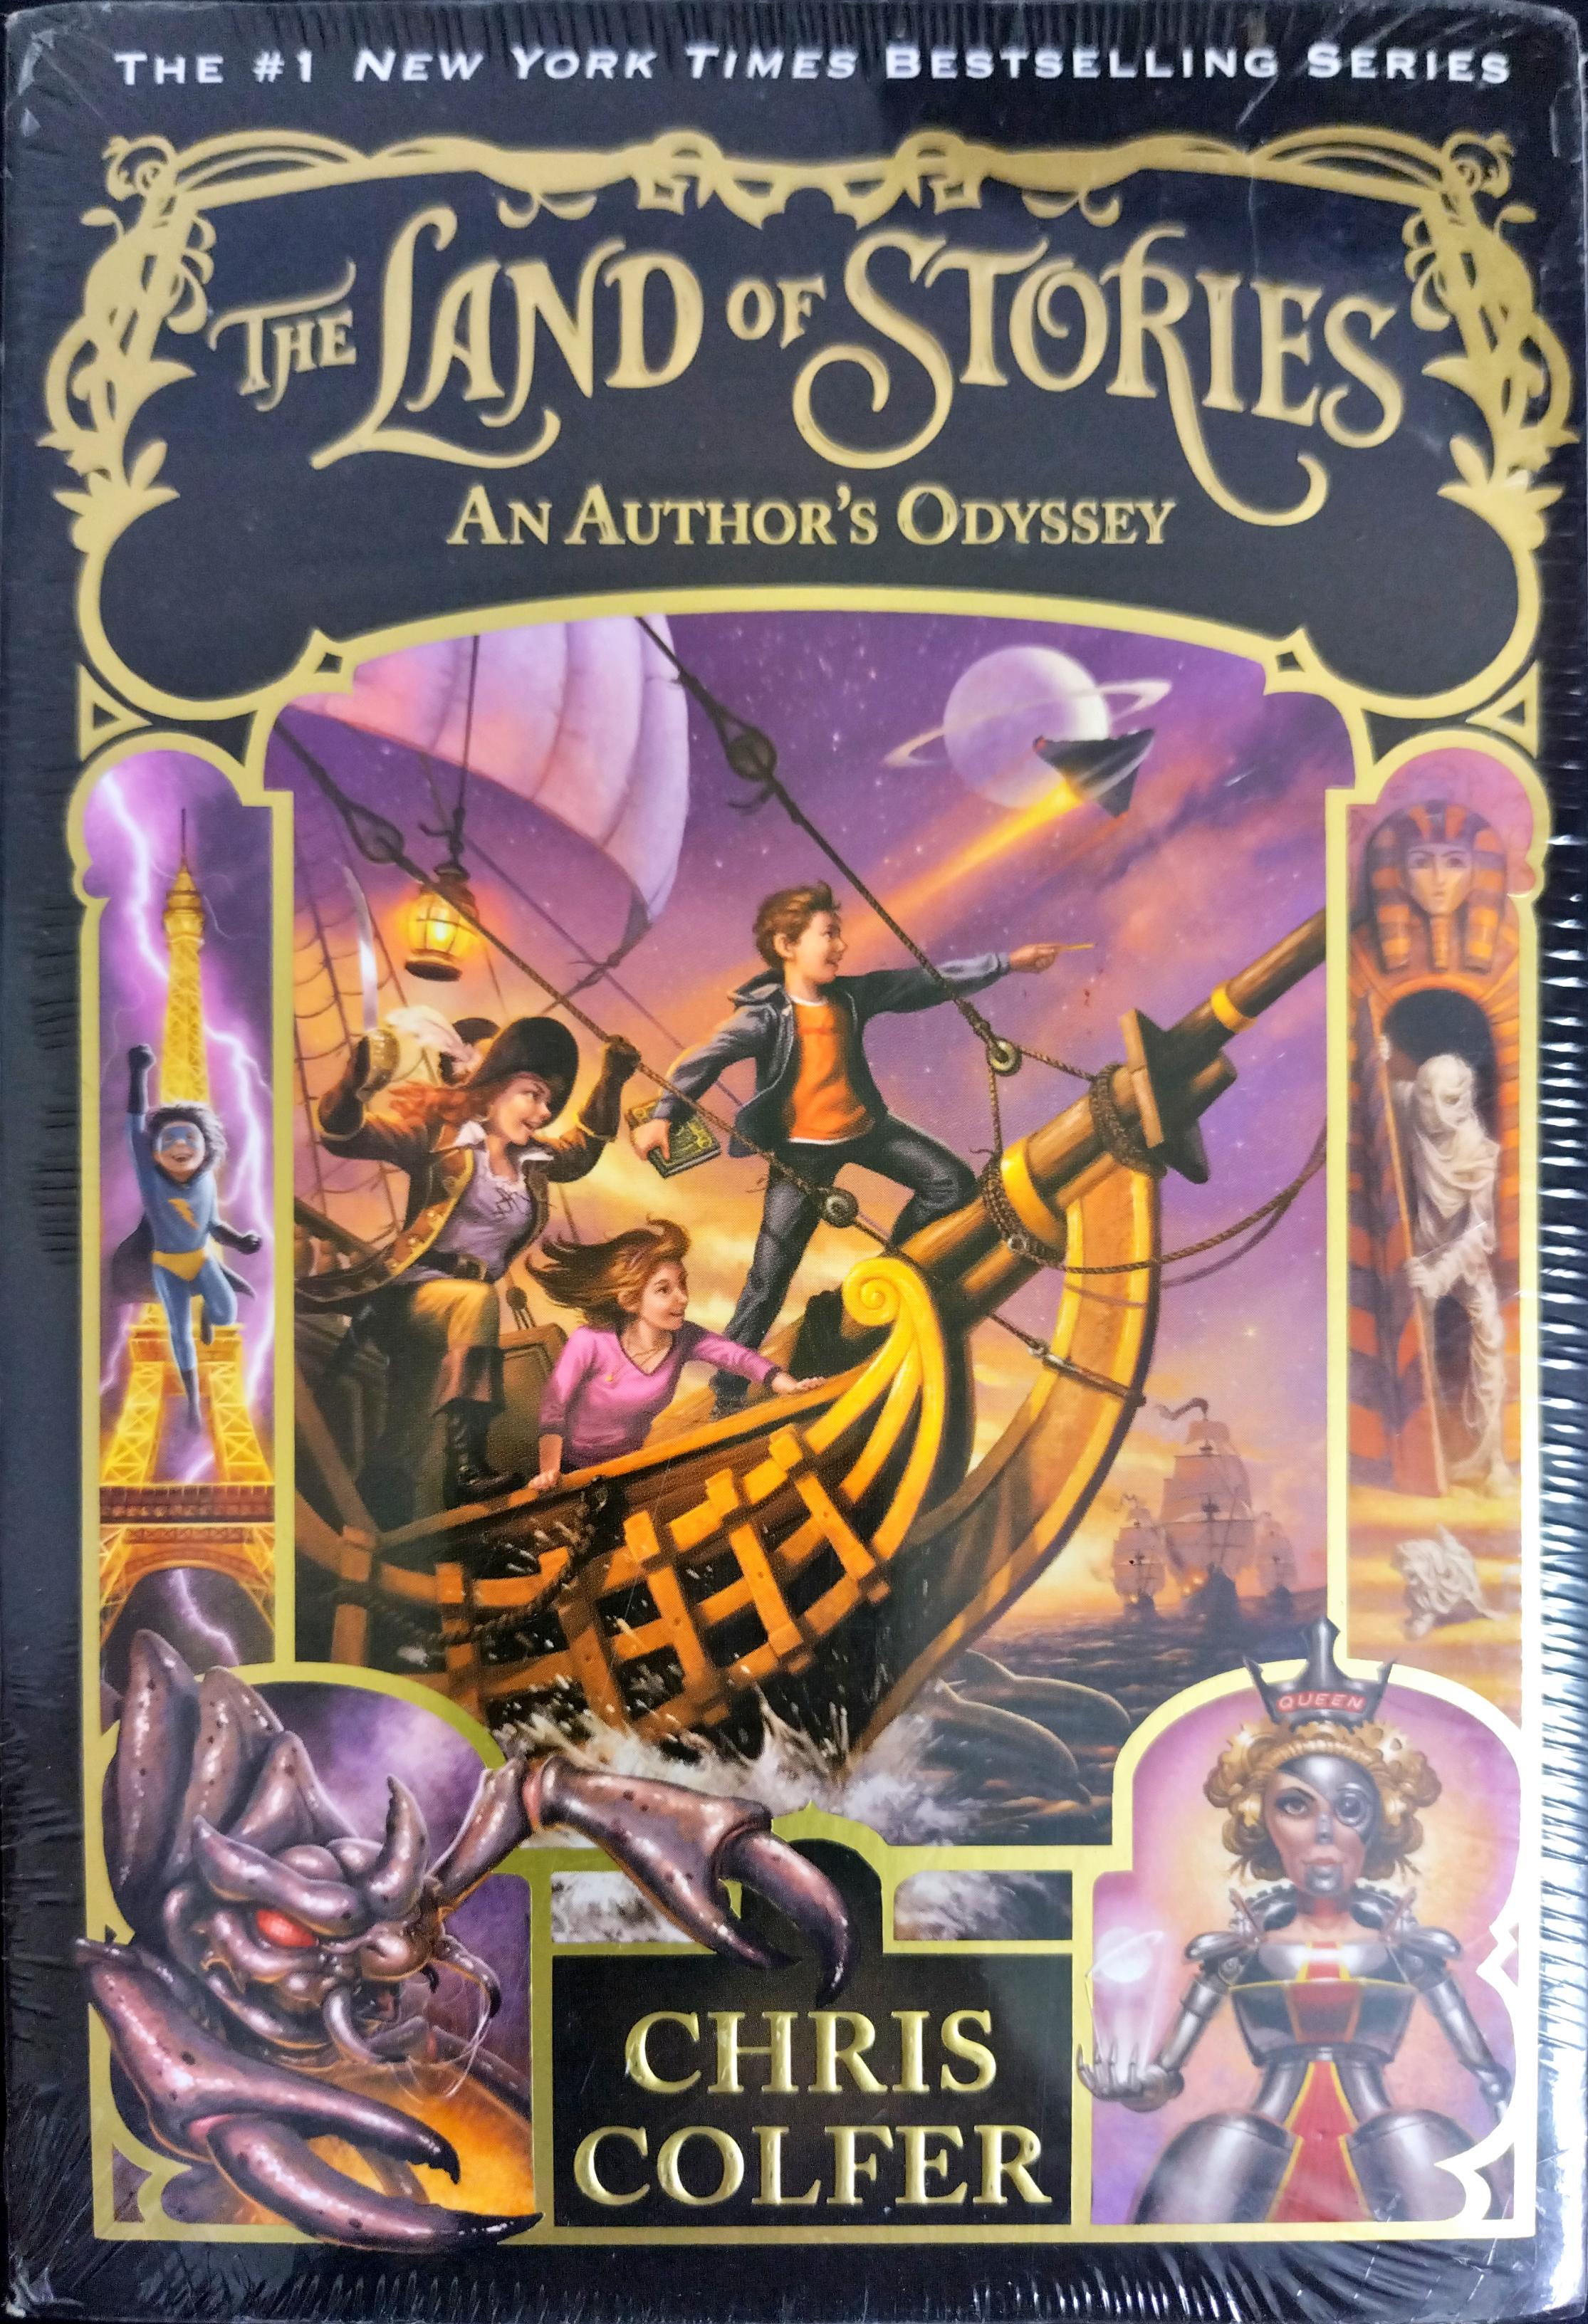 THE #1 NEW YORK TIMES BESTSELLING SERIES
THE LAND OF STORIES
AN AUTHOR'S ODYSSEY
QUEEN
CHRIS
COLFER